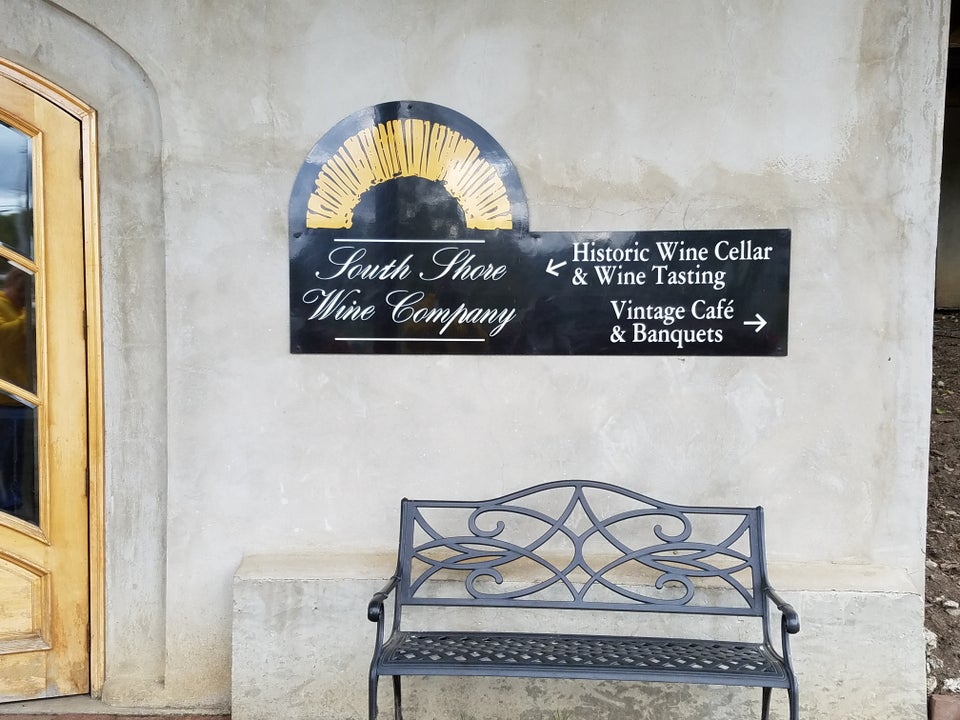 South Shore
Wine Company
Historic Wine Cellar
& Wine Tasting
Vintage Café
& Banquets